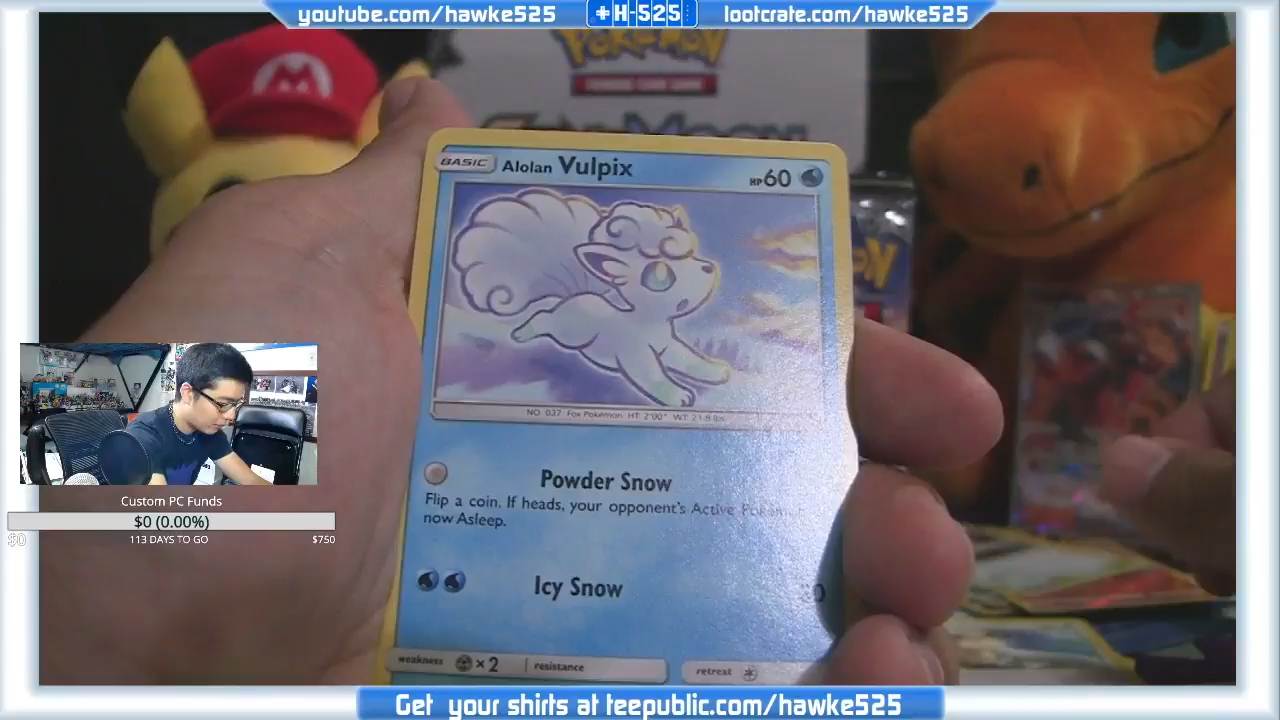 youtube.com/hawke525
+H-525
lootcrate.com/hawke525
POKéMON
BASIC
Alolan Vulpix
HP 60
NO. 037 Fox Pokémon HT: 2'00" WT: 21.8 lbs.
Powder Snow
Flip a coin. If heads, your opponent's Active
now Asleep.
Icy Snow
weakness
×2
resistance
retreat
Custom PC Funds
$0 (0.00%)
$0
113 DAYS TO GO
$750
Get your shirts at teepublic.com/hawke525